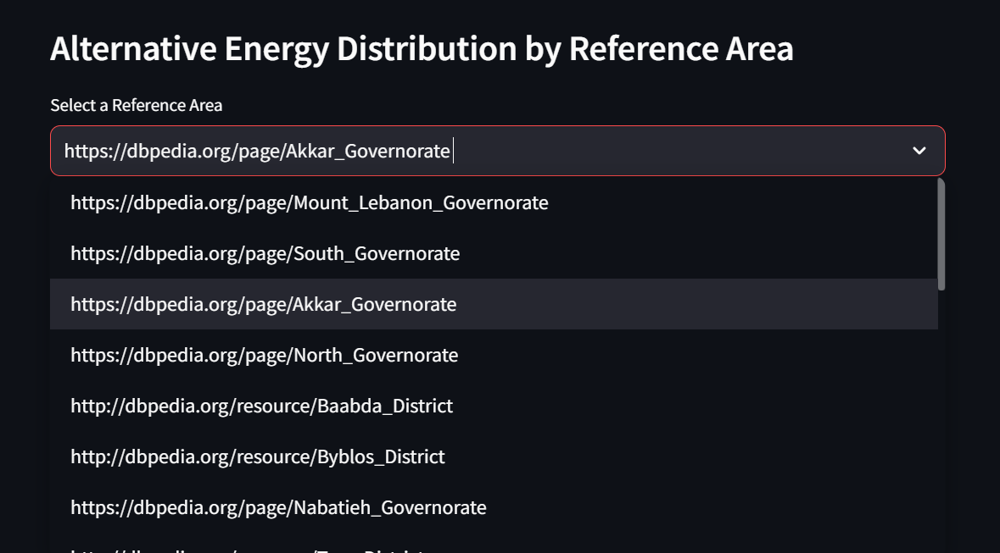 Alternative Energy Distribution by Reference Area
Select a Reference Area
https://dbpedia.org/page/Akkar_Governorate
https://dbpedia.org/page/Mount_Lebanon_Governorate
https://dbpedia.org/page/South_Governorate
https://dbpedia.org/page/Akkar_Governorate
https://dbpedia.org/page/North_Governorate
http://dbpedia.org/resource/Baabda_District
http://dbpedia.org/resource/Byblos_District
https://dbpedia.org/page/Nabatieh_Governorate